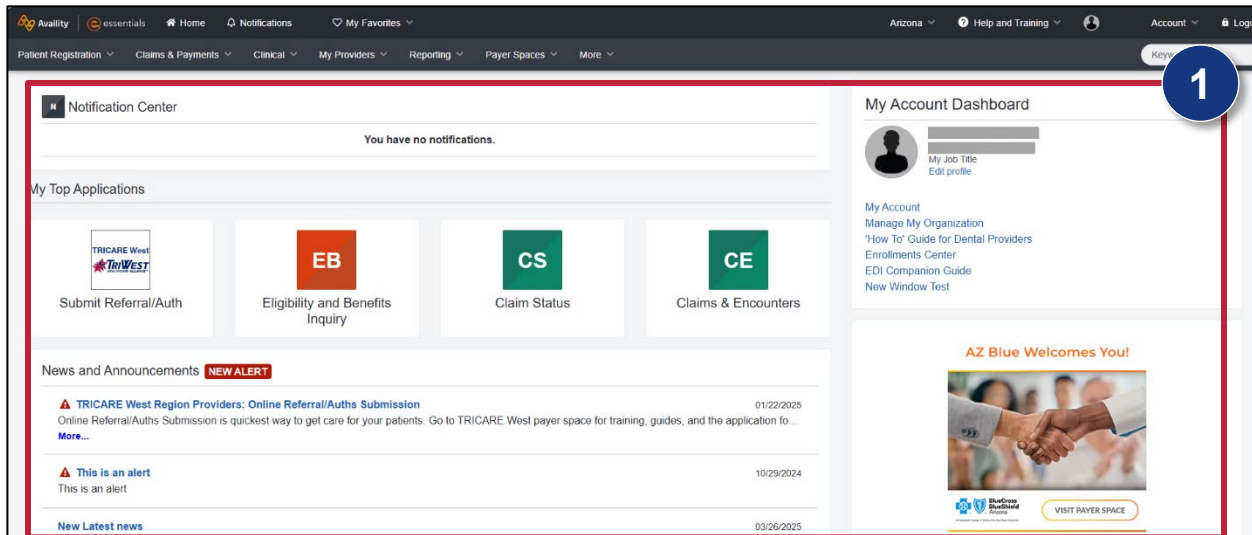 Availity essentials Home Notifications My Favorites Arizona Help and Training Account
Patient Registration Claims & Payments Clinical My Providers Reporting Payer Spaces More
1
N Notification Center
You have no notifications.
My Top Applications
TRICARE West
TRIWEST
Submit Referral/Auth
EB
Eligibility and Benefits
Inquiry
CS
Claim Status
CE
Claims & Encounters
News and Announcements NEW ALERT
TRICARE West Region Providers: Online Referral/Auths Submission 01/22/2025
Online Referral/Auths Submission is quickest way to get care for your patients. Go to TRICARE West payer space for training, guides, and the application fo...
More...
This is an alert 10/29/2024
This is an alert
New Latest news 03/26/2025
My Account Dashboard
My Job Title
Edit profile
My Account
Manage My Organization
'How To' Guide for Dental Providers
Enrollments Center
EDI Companion Guide
New Window Test
AZ Blue Welcomes You!
BlueCross
BlueShield
Arizona
VISIT PAYER SPACE